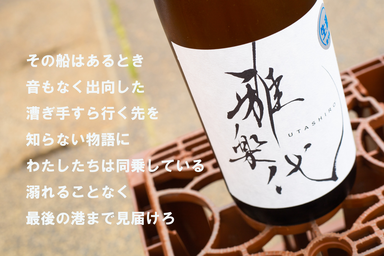 その船はあるとき
音もなく出向した
漕ぎ手すら行く先を
知らない物語に
わたしたちは同乗している
溺れることなく
最後の港まで見届けろ
雅楽代
UTASHIRO